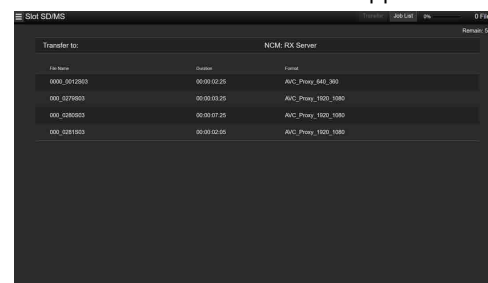 Slot SD/MS Transfer Job List 0% 0 Fil
Remain: 5
Transfer to: NCM: RX Server
File Name Duration Format
0000_0012S03 00:00:02:25 AVC_Proxy_640_360
000_0279S03 00:00:03:25 AVC_Proxy_1920_1080
000_0280S03 00:00:07:25 AVC_Proxy_1920_1080
000_0281S03 00:00:02:05 AVC_Proxy_1920_1080